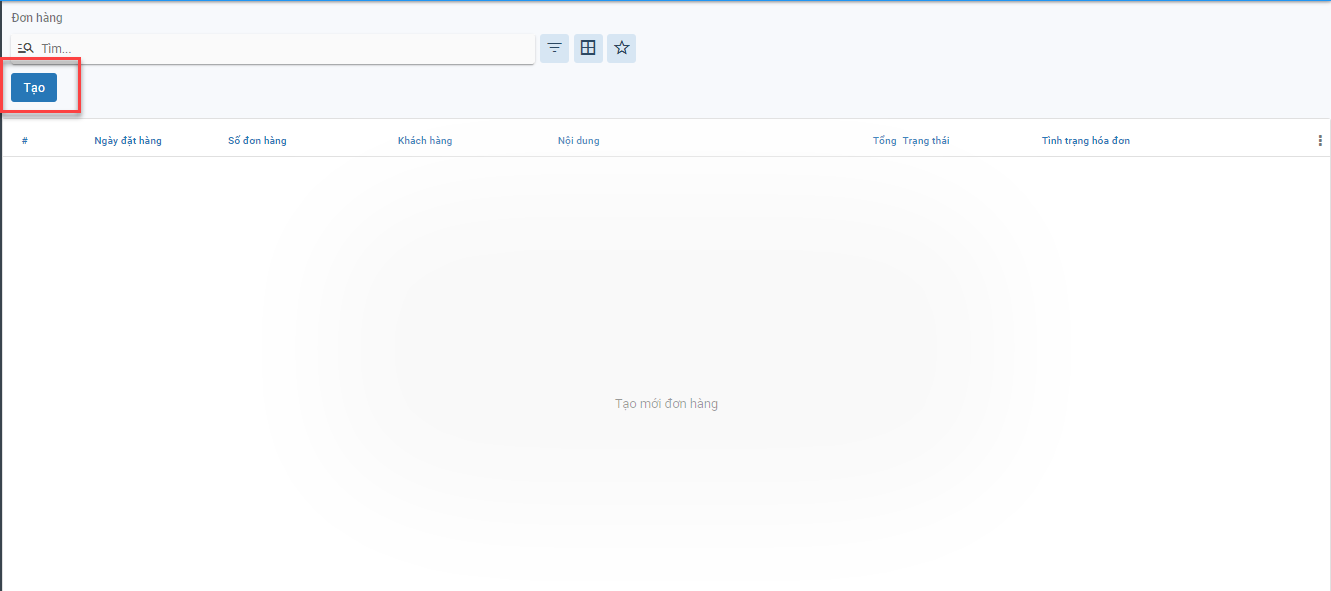 Đơn hàng
Tìm...
Tạo
# Ngày đặt hàng Số đơn hàng Khách hàng Nội dung Tổng Trạng thái Tình trạng hóa đơn
Tạo mới đơn hàng